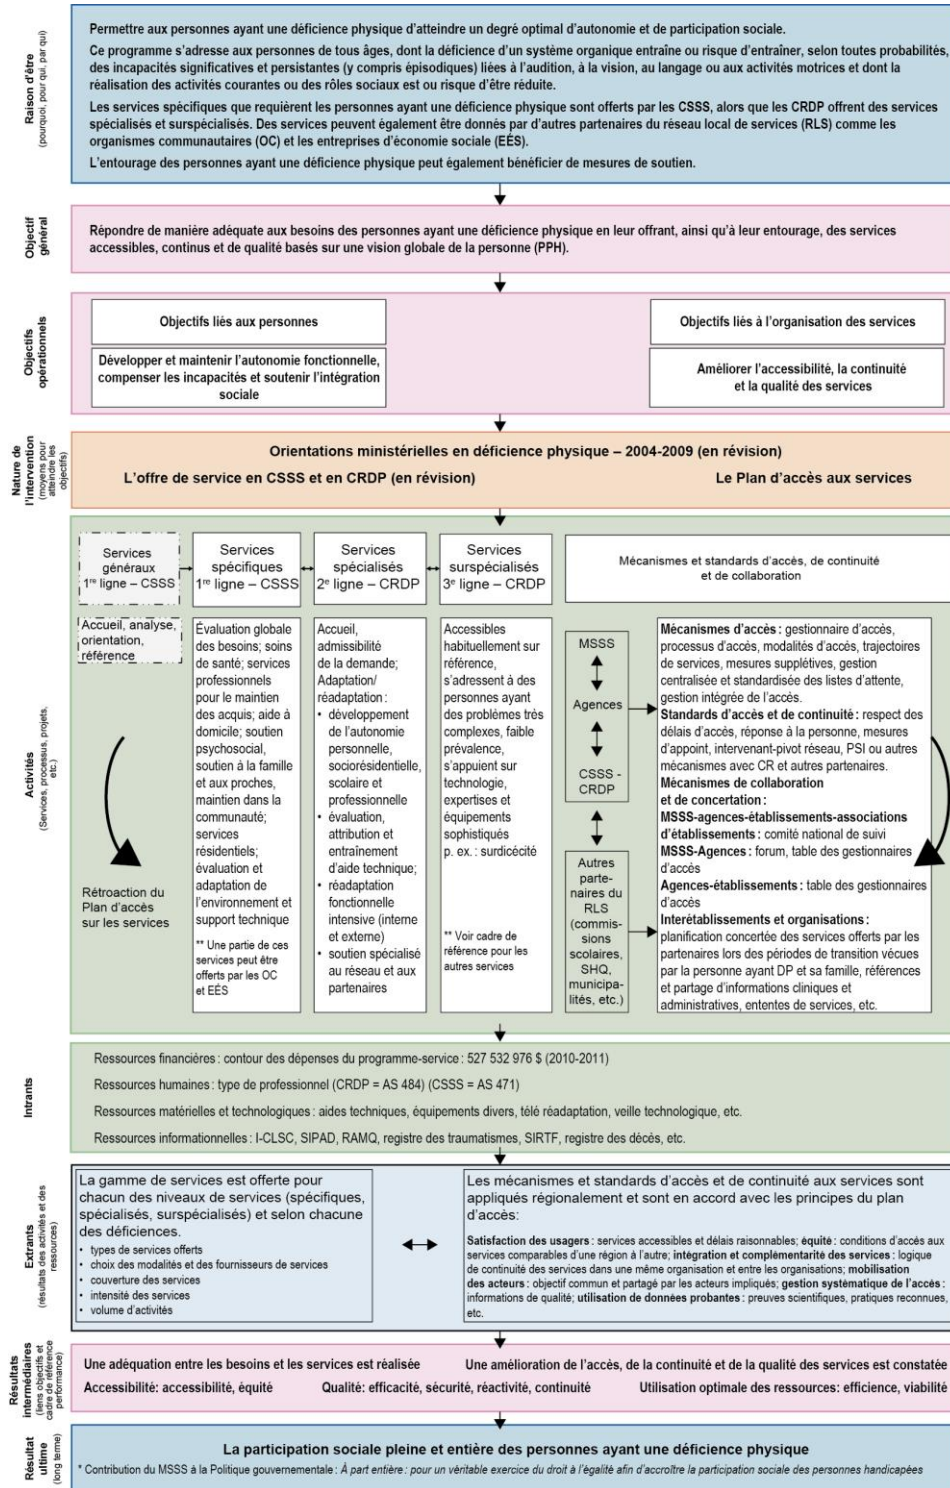 Raison d'être
(pourquoi, pour qui, par qui)
Permettre aux personnes ayant une déficience physique d'atteindre un degré optimal d'autonomie et de participation sociale.
Ce programme s'adresse aux personnes de tous âges, dont la déficience d'un système organique entraîne ou risque d'entraîner, selon toutes probabilités,
des incapacités significatives et persistantes (y compris épisodiques) liées à l'audition, à la vision, au langage ou aux activités motrices et dont la
réalisation des activités courantes ou des rôles sociaux est ou risque d'être réduite.
Les services spécifiques que requièrent les personnes ayant une déficience physique sont offerts par les CSSS, alors que les CRDP offrent des services
spécialisés et surspécialisés. Des services peuvent également être donnés par d'autres partenaires du réseau local de services (RLS) comme les
organismes communautaires (OC) et les entreprises d'économie sociale (EÉS).
L'entourage des personnes ayant une déficience physique peut également bénéficier de mesures de soutien.
Objectif
général
Répondre de manière adéquate aux besoins des personnes ayant une déficience physique en leur offrant, ainsi qu'à leur entourage, des services
accessibles, continus et de qualité basés sur une vision globale de la personne (PPH).
Objectifs
opérationnels
Objectifs liés aux personnes
Développer et maintenir l'autonomie fonctionnelle,
compenser les incapacités et soutenir l'intégration
sociale
Objectifs liés à l'organisation des services
Améliorer l'accessibilité, la continuité
et la qualité des services
Nature de
l'intervention
(moyens pour
atteindre les
objectifs)
Orientations ministérielles en déficience physique – 2004-2009 (en révision)
L'offre de service en CSSS et en CRDP (en révision)
Le Plan d'accès aux services
Activités
(Services, processus, projets,
etc.)
Services
généraux
1re ligne – CSSS
Accueil, analyse,
orientation,
référence
Rétroaction du
Plan d'accès
sur les services
Services
spécifiques
1re ligne – CSSS
Évaluation globale
des besoins; soins
de santé; services
professionnels
pour le maintien
des acquis; aide à
domicile; soutien
psychosocial,
soutien à la famille
et aux proches,
maintien dans la
communauté;
services
résidentiels;
évaluation et
adaptation de
l'environnement et
support technique
** Une partie de ces
services peut être
offerts par les OC
et EÉS
Services
spécialisés
2e ligne – CRDP
Accueil,
admissibilité
de la demande;
Adaptation/
réadaptation :
• développement
de l'autonomie
personnelle,
sociorésidentielle,
scolaire et
professionnelle
• évaluation,
attribution et
entraînement
d'aide technique;
• réadaptation
fonctionnelle
intensive (interne
et externe)
• soutien spécialisé
au réseau et aux
partenaires
Services
surspécialisés
3e ligne – CRDP
Accessibles
habituellement sur
référence,
s'adressent à des
personnes ayant
des problèmes très
complexes, faible
prévalence,
s'appuient sur
technologie,
expertises et
équipements
sophistiqués
p. ex. : surdicécité
** Voir cadre de
référence pour les
autres services
Mécanismes et standards d'accès, de continuité
et de collaboration
MSSS
Agences
CSSS -
CRDP
Autres
parte-
naires du
RLS
(commis-
sions
scolaires,
SHQ,
municipa-
lités, etc.)
Mécanismes d'accès : gestionnaire d'accès,
processus d'accès, modalités d'accès, trajectoires
de services, mesures supplétives, gestion
centralisée et standardisée des listes d'attente,
gestion intégrée de l'accès.
Standards d'accès et de continuité : respect des
délais d'accès, réponse à la personne, mesures
d'appoint, intervenant-pivot réseau, PSI ou autres
mécanismes avec CR et autres partenaires.
Mécanismes de collaboration
et de concertation :
MSSS-agences-établissements-associations
d'établissements : comité national de suivi
MSSS-Agences : forum, table des gestionnaires
d'accès
Agences-établissements : table des gestionnaires
d'accès
Interétablissements et organisations :
planification concertée des services offerts par les
partenaires lors des périodes de transition vécues
par la personne ayant DP et sa famille, références
et partage d'informations cliniques et
administratives, ententes de services, etc.
Intrants
Ressources financières : contour des dépenses du programme-service : 527 532 976 $ (2010-2011)
Ressources humaines : type de professionnel (CRDP = AS 484) (CSSS = AS 471)
Ressources matérielles et technologiques : aides techniques, équipements divers, télé réadaptation, veille technologique, etc.
Ressources informationnelles : I-CLSC, SIPAD, RAMQ, registre des traumatismes, SIRTF, registre des décès, etc.
Extrants
(résultats des activités et des
ressources)
La gamme de services est offerte pour
chacun des niveaux de services (spécifiques,
spécialisés, surspécialisés) et selon chacune
des déficiences.
• types de services offerts
• choix des modalités et des fournisseurs de services
• couverture des services
• intensité des services
• volume d'activités
Les mécanismes et standards d'accès et de continuité aux services sont
appliqués régionalement et sont en accord avec les principes du plan
d'accès:
Satisfaction des usagers : services accessibles et délais raisonnables; équité : conditions d'accès aux
services comparables d'une région à l'autre; intégration et complémentarité des services : logique
de continuité des services dans une même organisation et entre les organisations; mobilisation
des acteurs : objectif commun et partagé par les acteurs impliqués; gestion systématique de l'accès :
informations de qualité; utilisation de données probantes : preuves scientifiques, pratiques reconnues,
etc.
Résultats
intermédiaires
(liens objectifs et
cadre de référence
performance)
Une adéquation entre les besoins et les services est réalisée
Une amélioration de l'accès, de la continuité et de la qualité des services est constatée
Accessibilité: accessibilité, équité
Qualité: efficacité, sécurité, réactivité, continuité
Utilisation optimale des ressources: efficience, viabilité
Résultat
ultime
(long terme)
La participation sociale pleine et entière des personnes ayant une déficience physique
* Contribution du MSSS à la Politique gouvernementale : À part entière : pour un véritable exercice du droit à l'égalité afin d'accroître la participation sociale des personnes handicapées